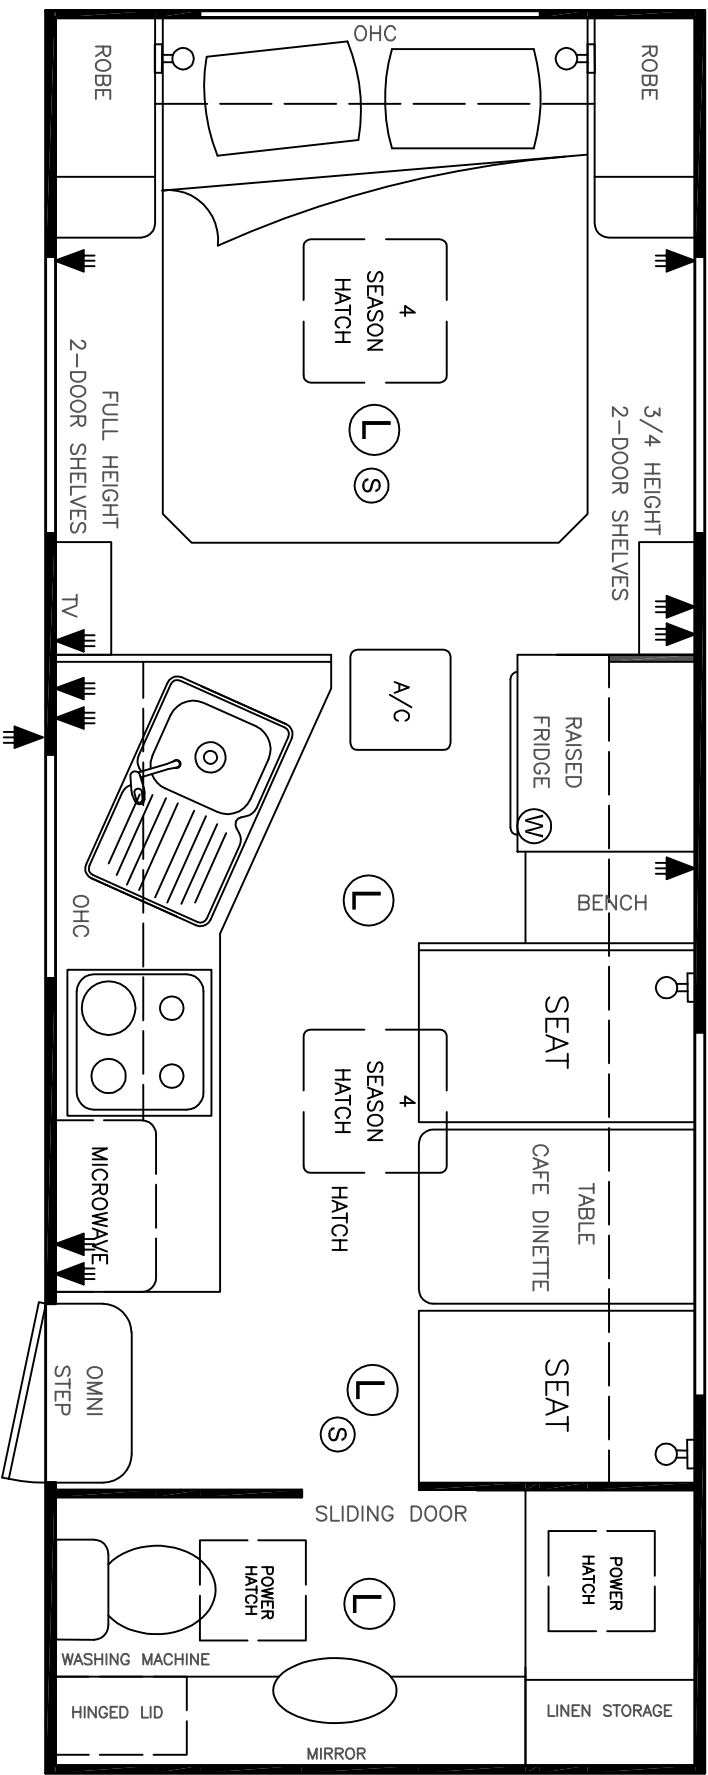 OHC
ROBE
ROBE
4
SEASON
HATCH
L
S
FULL HEIGHT
2-DOOR SHELVES
3/4 HEIGHT
2-DOOR SHELVES
TV
A/C
RAISED
FRIDGE
W
BENCH
OHC
L
SEAT
4
SEASON
HATCH
HATCH
MICROWAVE
TABLE
CAFE DINETTE
OMNI
STEP
L
S
SEAT
SLIDING DOOR
POWER
HATCH
POWER
HATCH
L
WASHING MACHINE
HINGED LID
LINEN STORAGE
MIRROR